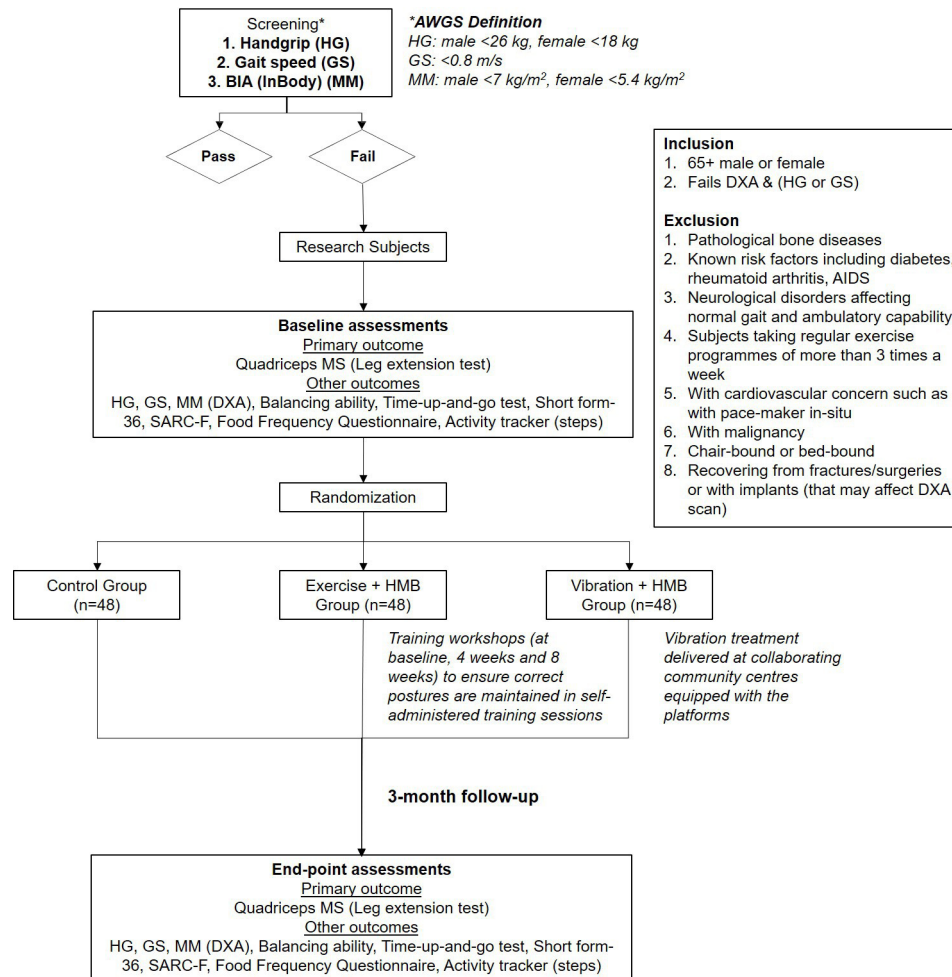 Screening*
1. Handgrip (HG)
2. Gait speed (GS)
3. BIA (InBody) (MM)
*AWGS Definition
HG: male <26 kg, female <18 kg
GS: <0.8 m/s
MM: male <7 kg/m², female <5.4 kg/m²
Pass
Fail
Research Subjects
Inclusion
1. 65+ male or female
2. Fails DXA & (HG or GS)
Exclusion
1. Pathological bone diseases
2. Known risk factors including diabetes,
rheumatoid arthritis, AIDS
3. Neurological disorders affecting
normal gait and ambulatory capability
4. Subjects taking regular exercise
programmes of more than 3 times a
week
5. With cardiovascular concern such as
with pace-maker in-situ
6. With malignancy
7. Chair-bound or bed-bound
8. Recovering from fractures/surgeries
or with implants (that may affect DXA
scan)
Baseline assessments
Primary outcome
Quadriceps MS (Leg extension test)
Other outcomes
HG, GS, MM (DXA), Balancing ability, Time-up-and-go test, Short form-
36, SARC-F, Food Frequency Questionnaire, Activity tracker (steps)
Randomization
Control Group
(n=48)
Exercise + HMB
Group (n=48)
Vibration + HMB
Group (n=48)
Training workshops (at
baseline, 4 weeks and 8
weeks) to ensure correct
postures are maintained in self-
administered training sessions
Vibration treatment
delivered at collaborating
community centres
equipped with the
platforms
3-month follow-up
End-point assessments
Primary outcome
Quadriceps MS (Leg extension test)
Other outcomes
HG, GS, MM (DXA), Balancing ability, Time-up-and-go test, Short form-
36, SARC-F, Food Frequency Questionnaire, Activity tracker (steps)